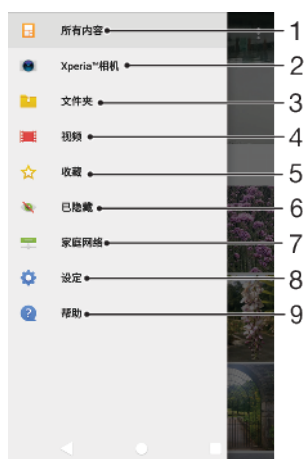 所有内容 1
Xperia™相机 2
文件夹 3
视频 4
收藏 5
已隐藏 6
家庭网络 7
设定 8
帮助 9